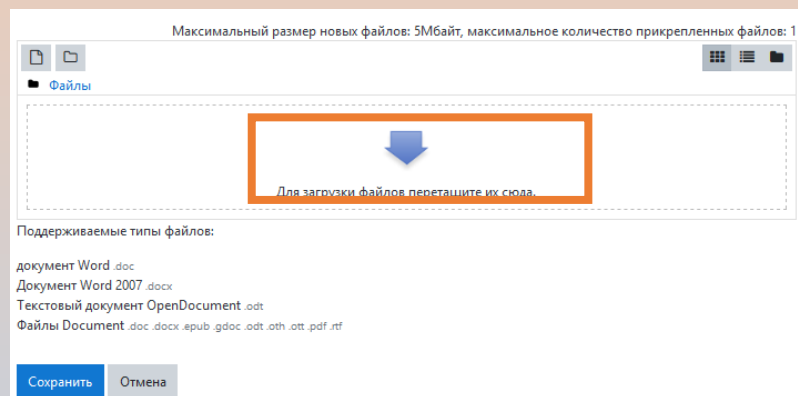 Максимальный размер новых файлов: 5Мбайт, максимальное количество прикрепленных файлов: 1
Файлы
Для загрузки файлов перетащите их сюда.
Поддерживаемые типы файлов:
документ Word .doc
Документ Word 2007 .docx
Текстовый документ OpenDocument .odt
Файлы Document .doc .docx .epub .gdoc .odt .oth .ott .pdf .rtf
Сохранить Отмена